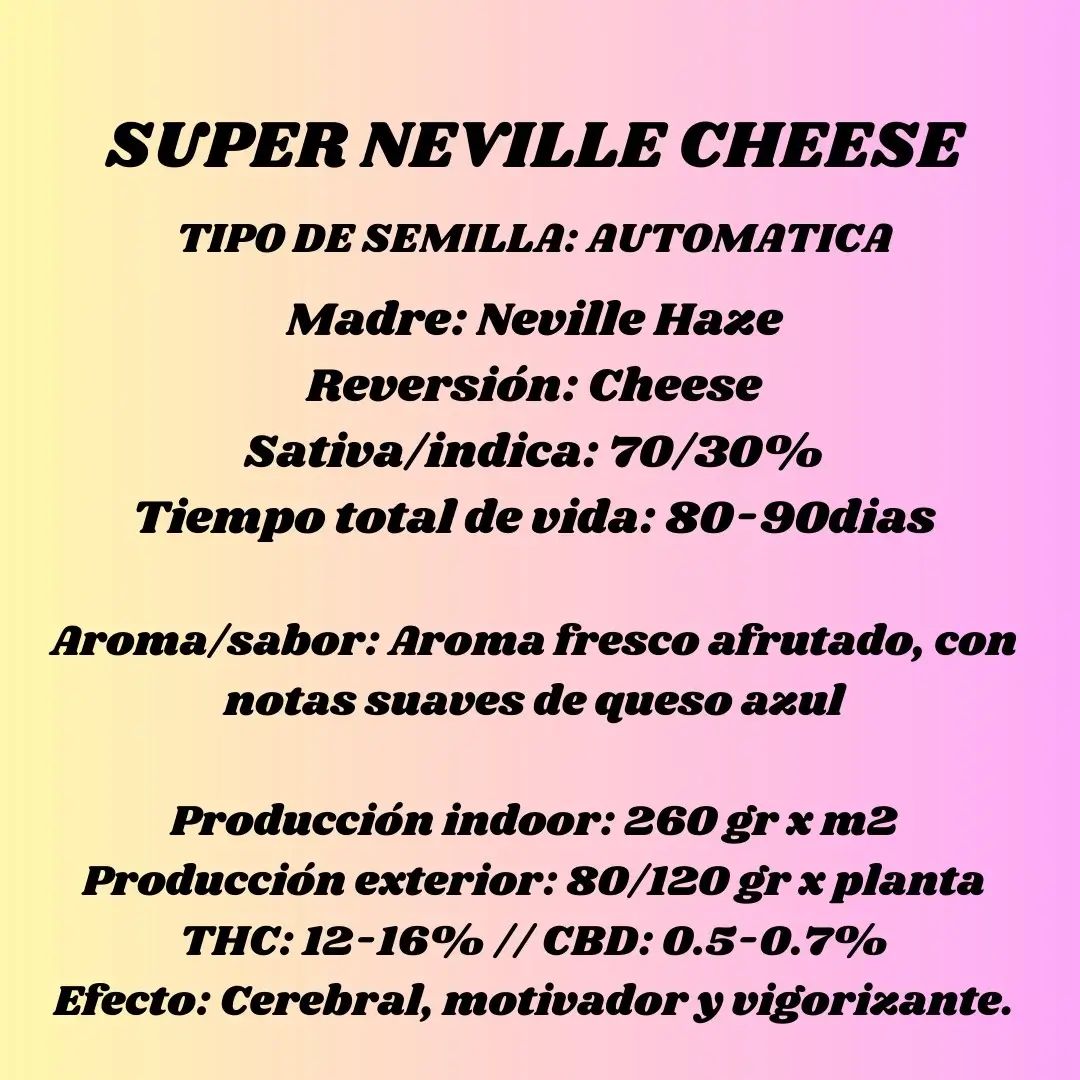 SUPER NEVILLE CHEESE
TIPO DE SEMILLA: AUTOMATICA
Madre: Neville Haze
Reversión: Cheese
Sativa/indica: 70/30%
Tiempo total de vida: 80-90dias
Aroma/sabor: Aroma fresco afrutado, con
notas suaves de queso azul
Producción indoor: 260 gr x m2
Producción exterior: 80/120 gr x planta
THC: 12-16% // CBD: 0.5-0.7%
Efecto: Cerebral, motivador y vigorizante.